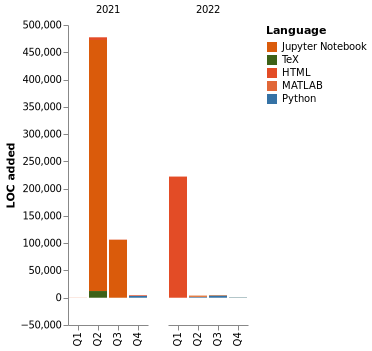 2021 2022
Language
Jupyter Notebook
TeX
HTML
MATLAB
Python
LOC added
500,000
450,000
400,000
350,000
300,000
250,000
200,000
150,000
100,000
50,000
0
−50,000
Q1 Q2 Q3 Q4 Q1 Q2 Q3 Q4